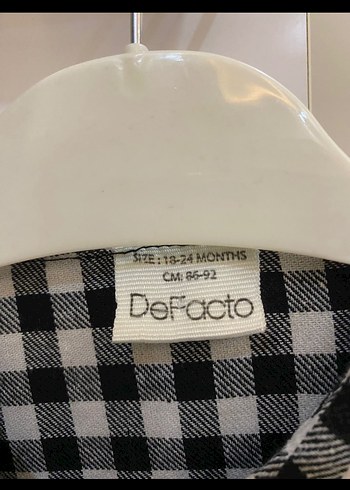 SIZE : 18-24 MONTHS
CM: 86-92
DeFacto